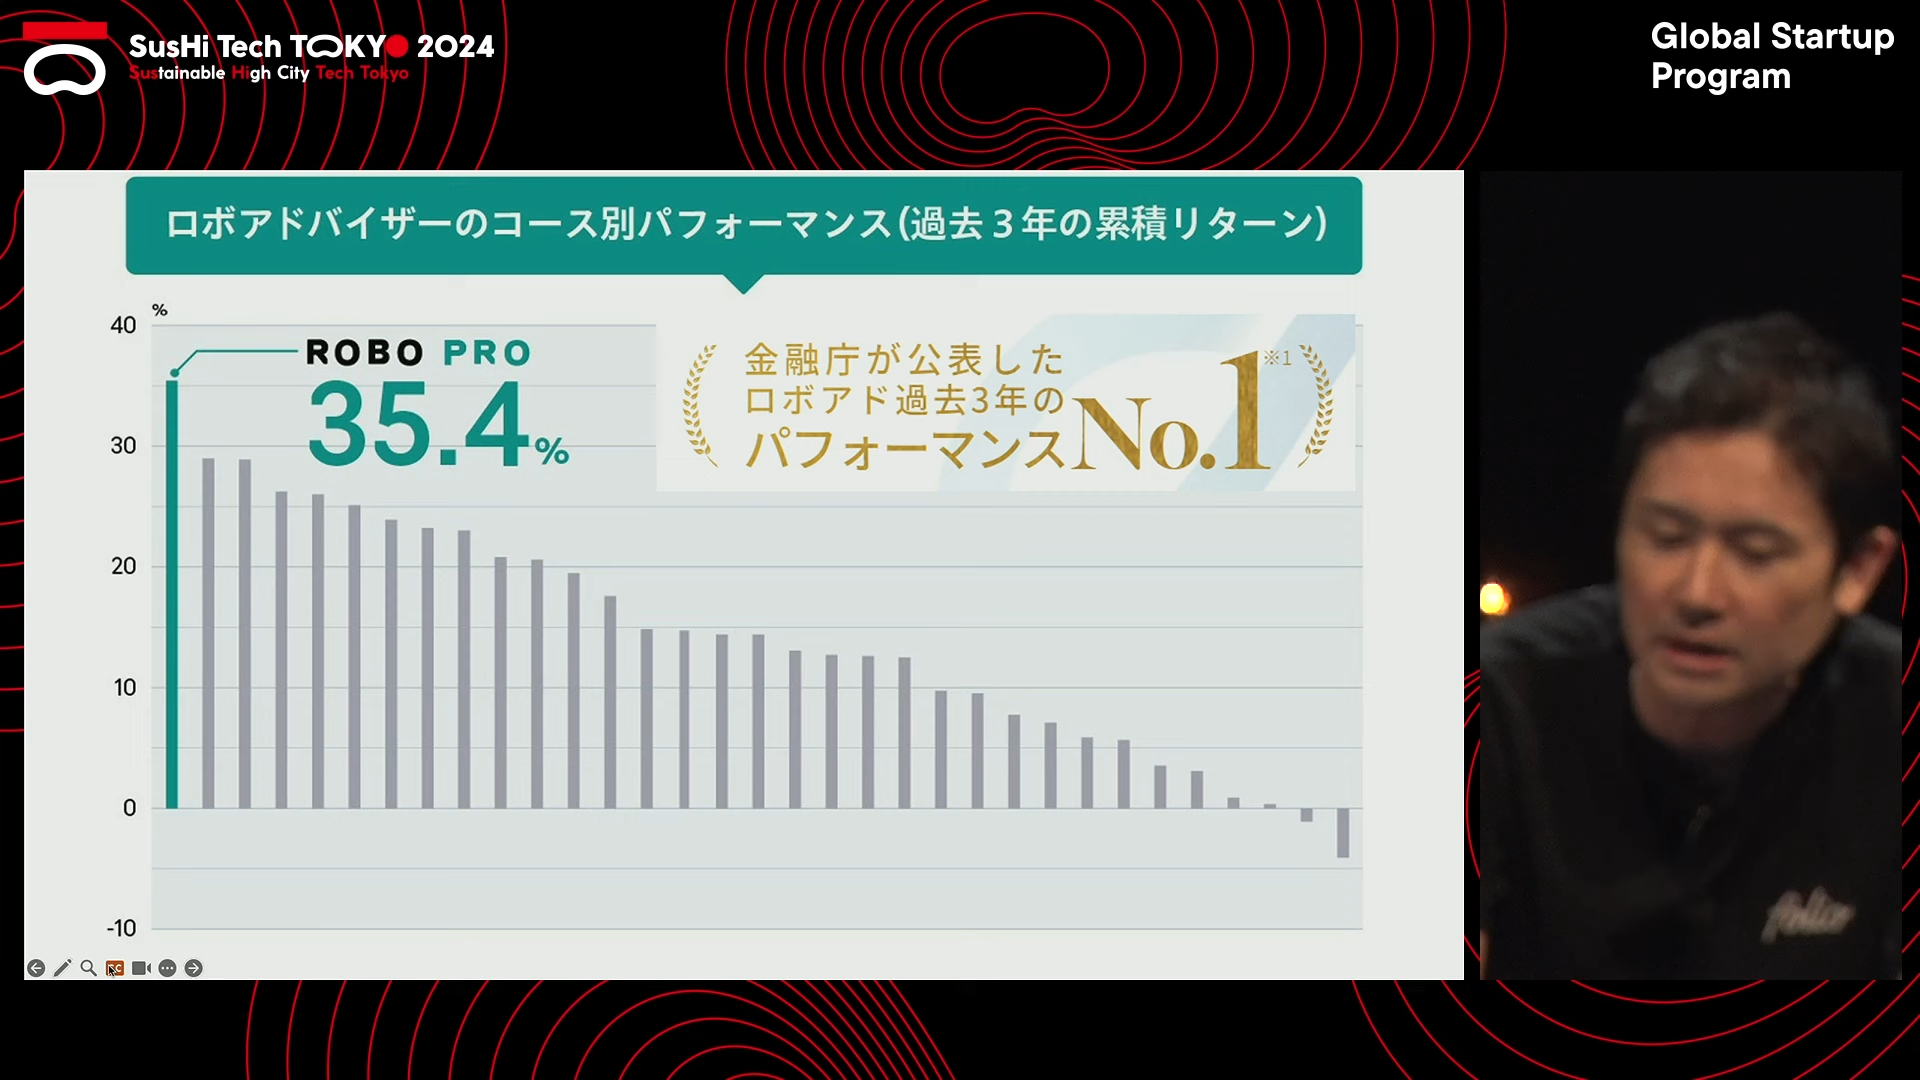 SusHi Tech TOKYO 2024
Sustainable High City Tech Tokyo
Global Startup
Program
ロボアドバイザーのコース別パフォーマンス(過去3年の累積リターン)
%
40
30
20
10
0
-10
ROBO PRO
35.4%
金融庁が公表した
ロボアド過去3年の
パフォーマンスNo.1※1
folio